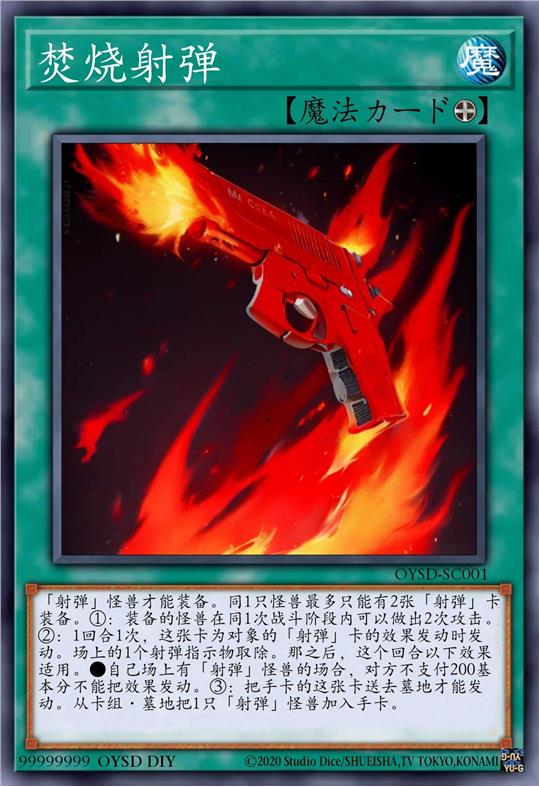 焚烧射弹
魔
【魔法カード】
OYSD-SC001
「射弹」怪兽才能装备。同1只怪兽最多只能有2张「射弹」卡
装备。①：装备的怪兽在同1次战斗阶段内可以做出2次攻击。
②：1回合1次，这张卡为对象的「射弹」卡的效果发动时发
动。场上的1个射弹指示物取除。那之后，这个回合以下效果
适用。●自己场上有「射弹」怪兽的场合，对方不支付200基
本分不能把效果发动。③：把手卡的这张卡送去墓地才能发
动。从卡组·墓地把1只「射弹」怪兽加入手卡。
99999999 OYSD DIY ©2020 Studio Dice/SHUEISHA,TV TOKYO,KONAMI